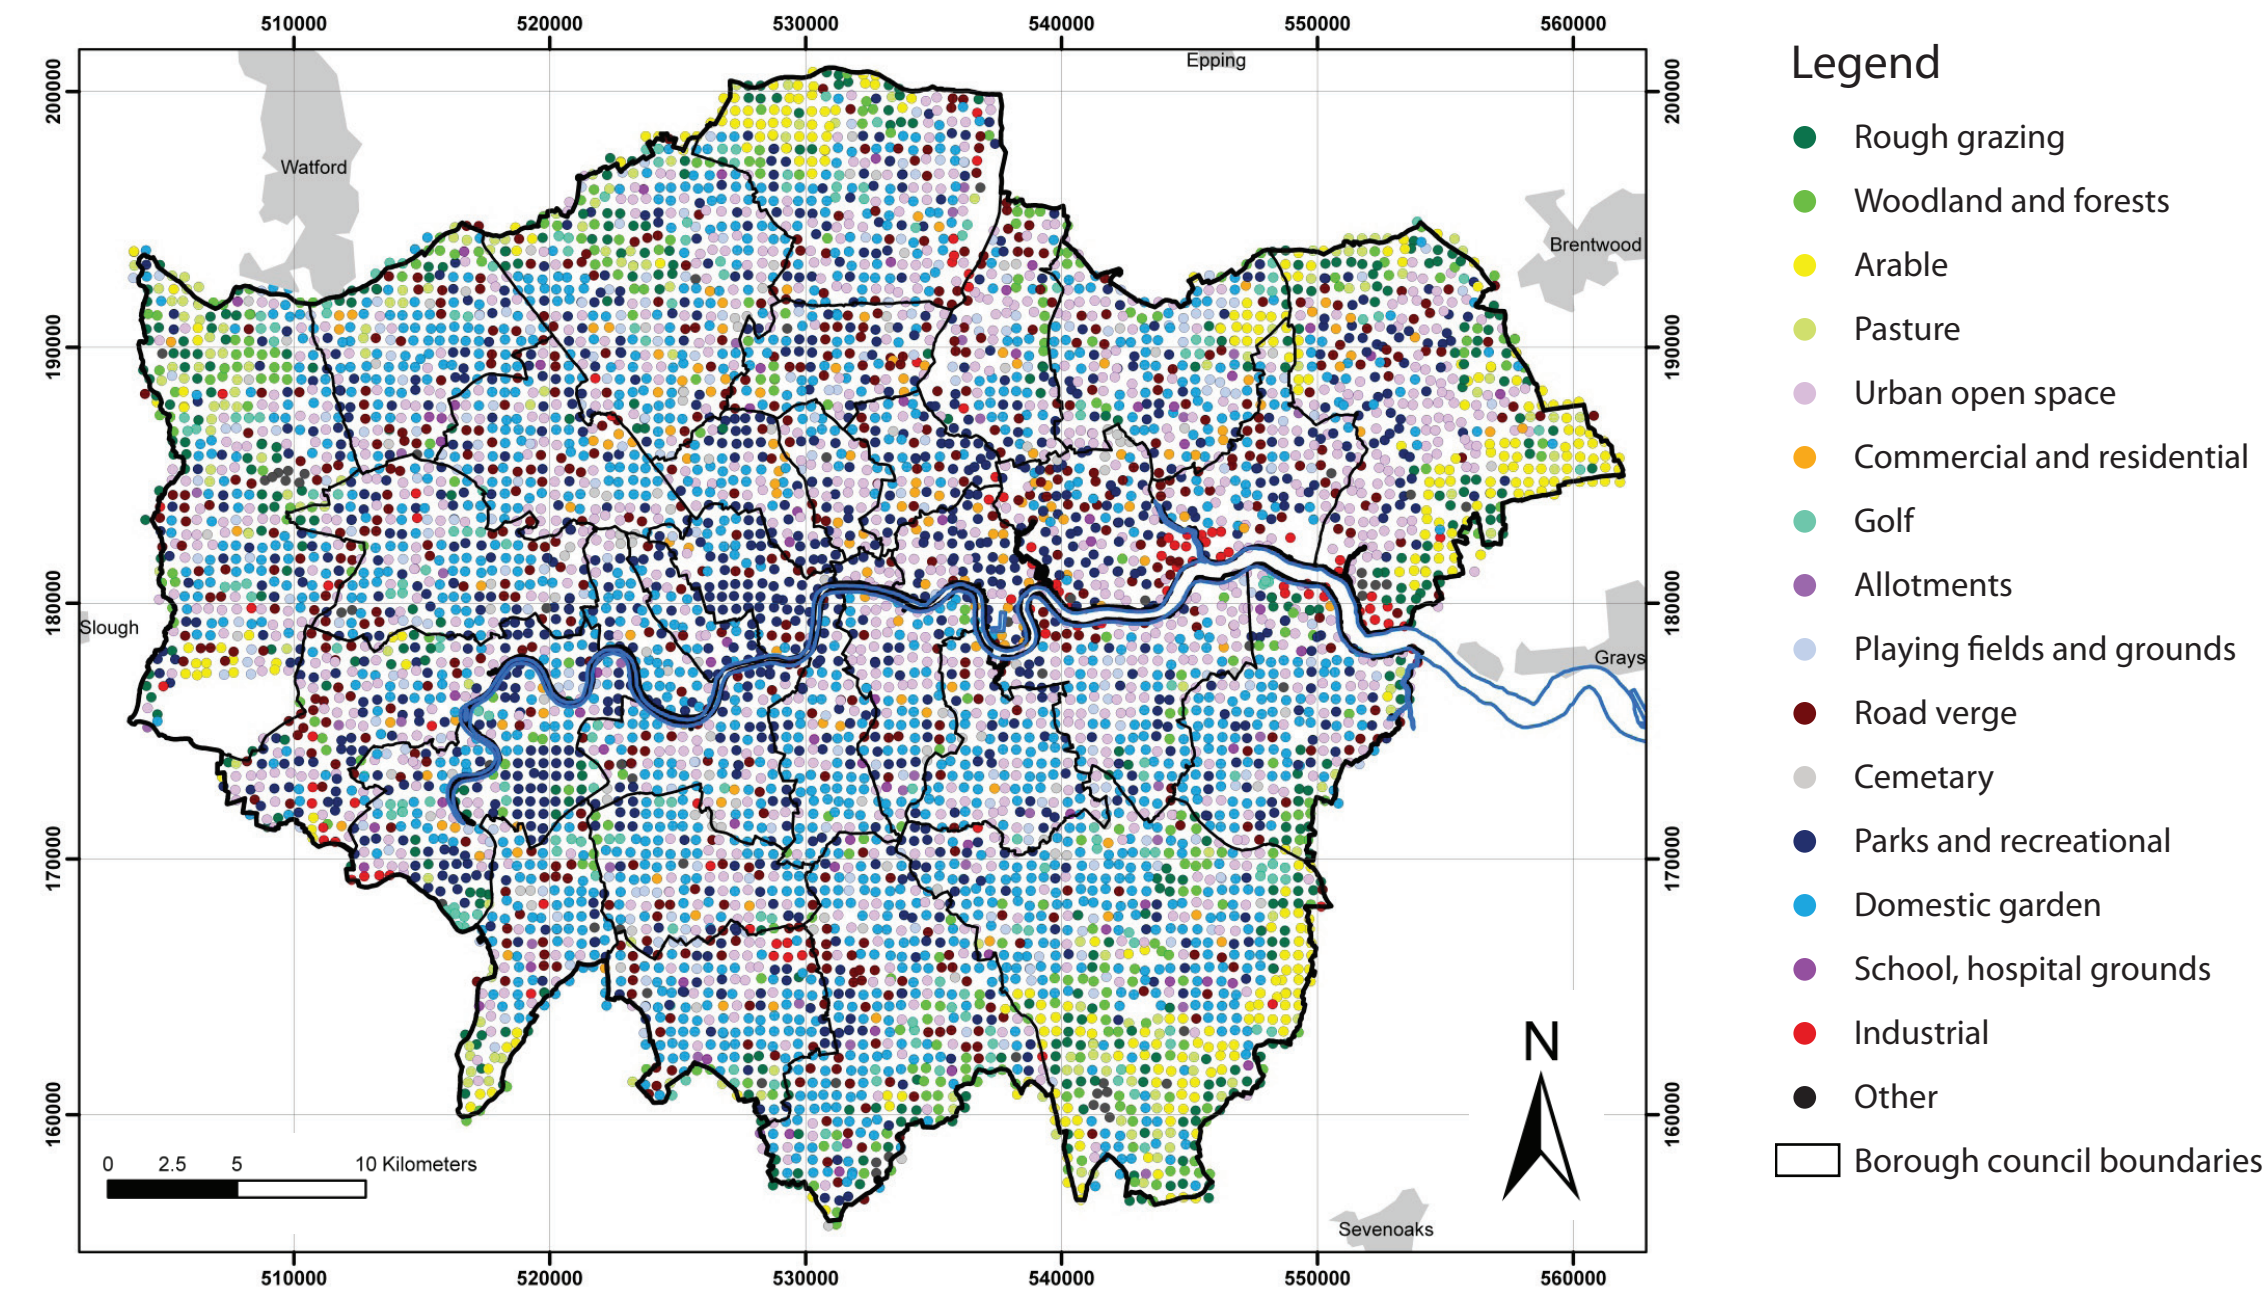 510000 520000 530000 540000 550000 560000
200000 200000
190000 190000
180000 180000
170000 170000
160000 160000
Epping
Watford
Brentwood
Slough
Grays
Sevenoaks
N
0 2.5 5 10 Kilometers
510000 520000 530000 540000 550000 560000
Legend
Rough grazing
Woodland and forests
Arable
Pasture
Urban open space
Commercial and residential
Golf
Allotments
Playing fields and grounds
Road verge
Cemetary
Parks and recreational
Domestic garden
School, hospital grounds
Industrial
Other
Borough council boundaries